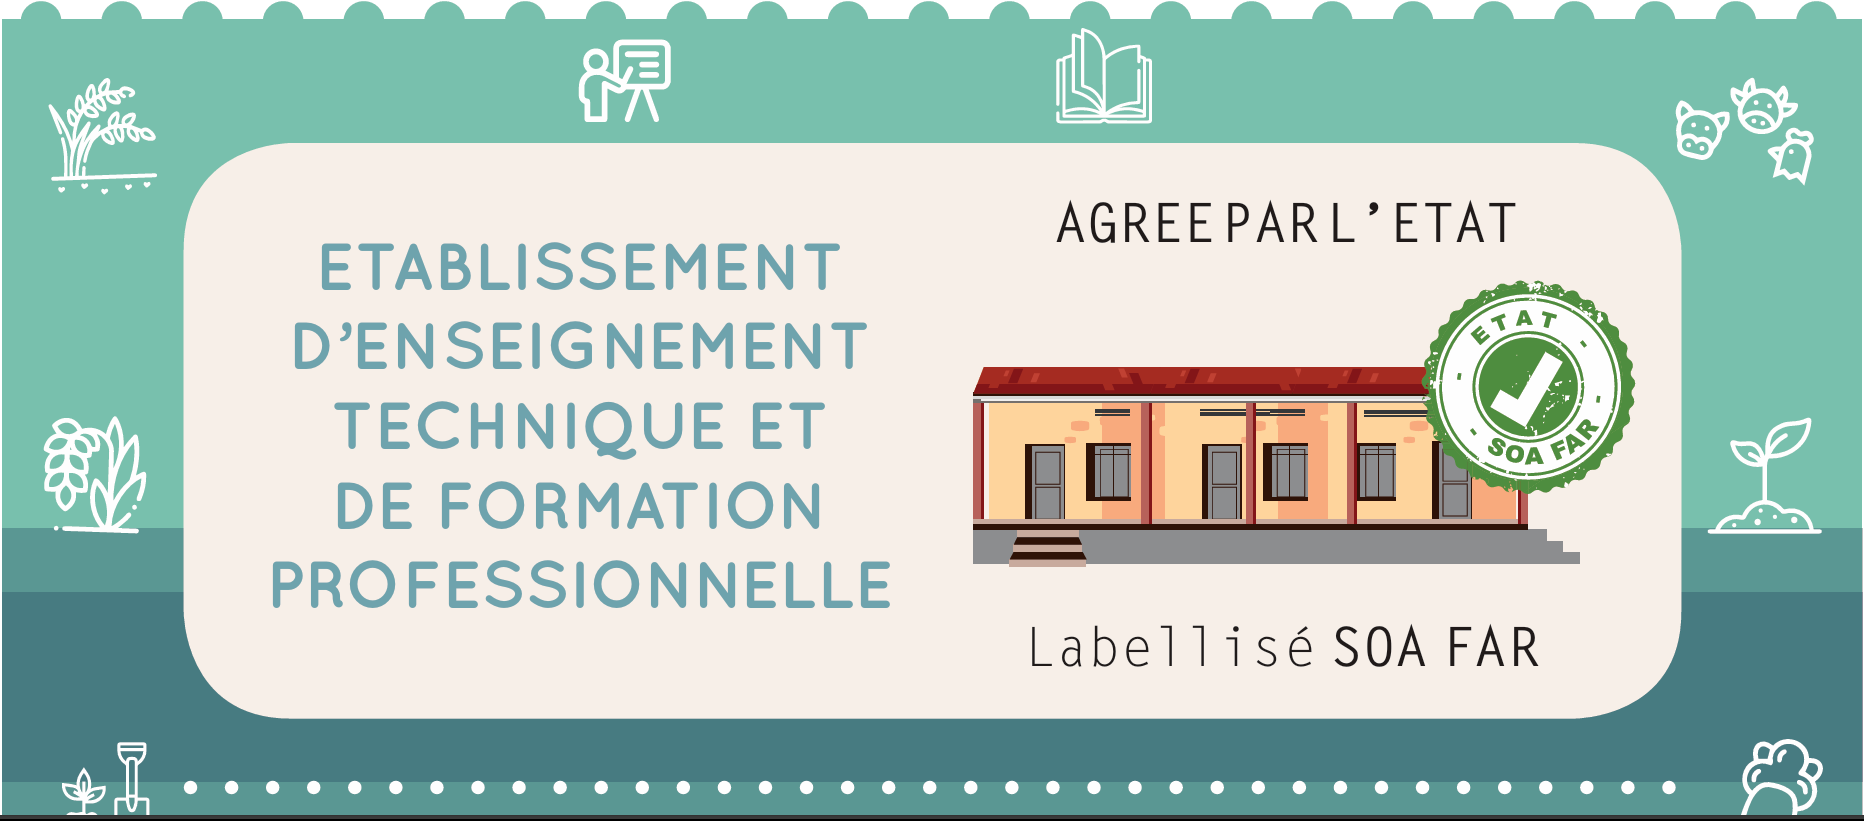 ETABLISSEMENT
D'ENSEIGNEMENT
TECHNIQUE ET
DE FORMATION
PROFESSIONNELLE
AGREE PAR L'ETAT
- ETAT -
- SOA FAR -
Labellisé SOA FAR